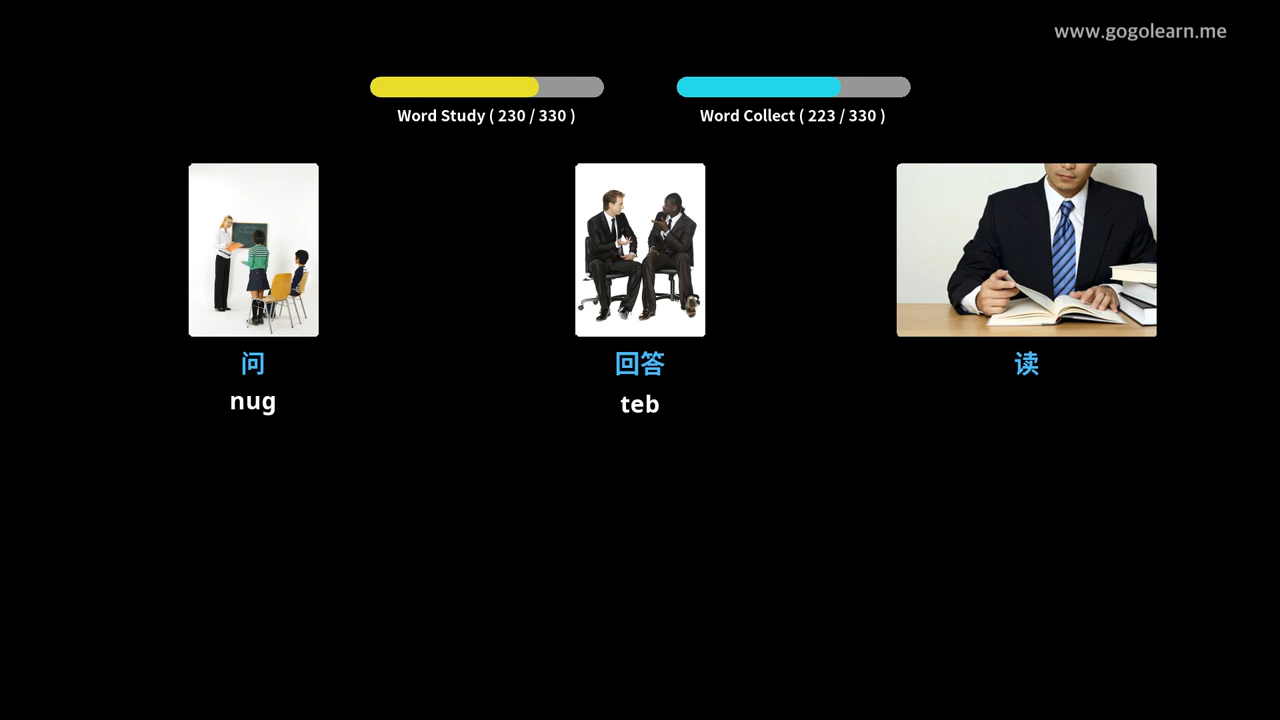 www.gogolearn.me
Word Study ( 230 / 330 )
Word Collect ( 223 / 330 )
问
回答
读
nug
teb